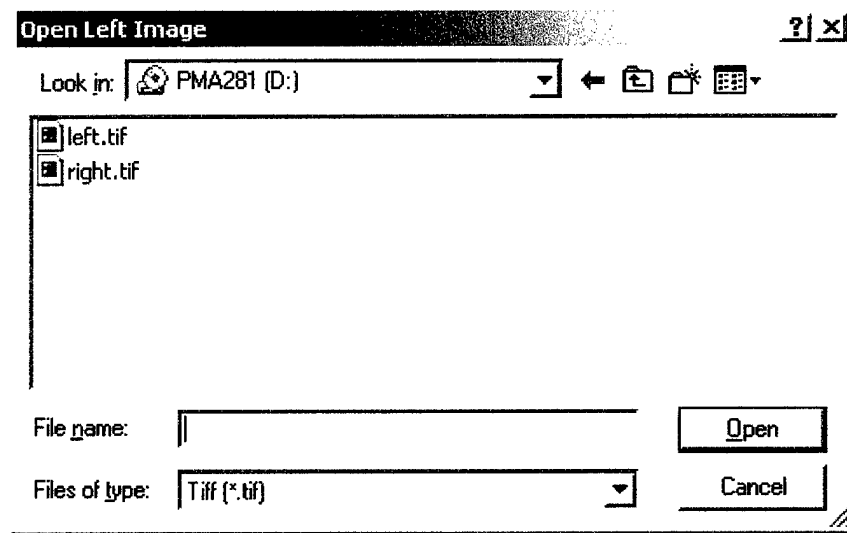 Open Left Image
Look in: PMA281 (D:)
left.tif
right.tif
File name: Open
Files of type: Tiff (*.tif) Cancel